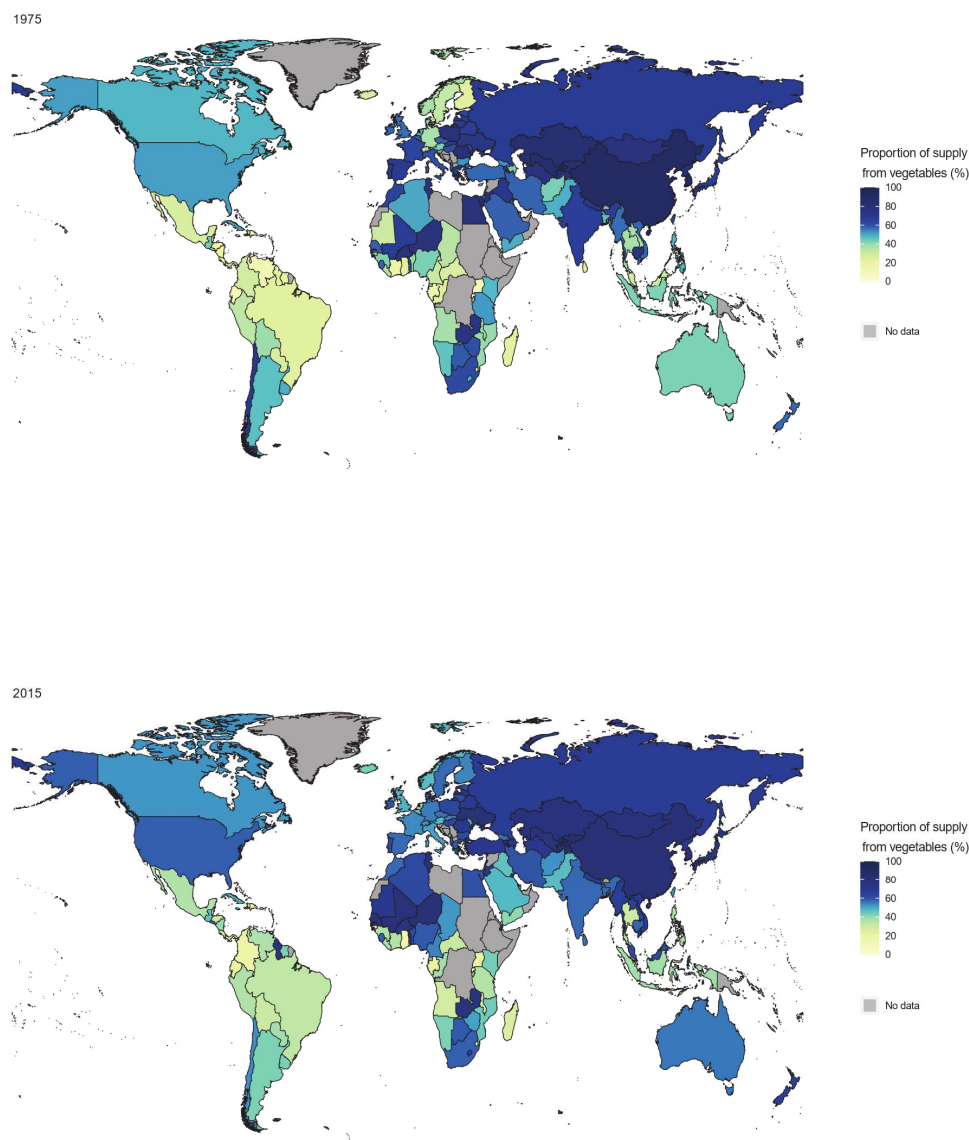 1975
Proportion of supply
from vegetables (%)
100
80
60
40
20
0
No data
2015
Proportion of supply
from vegetables (%)
100
80
60
40
20
0
No data